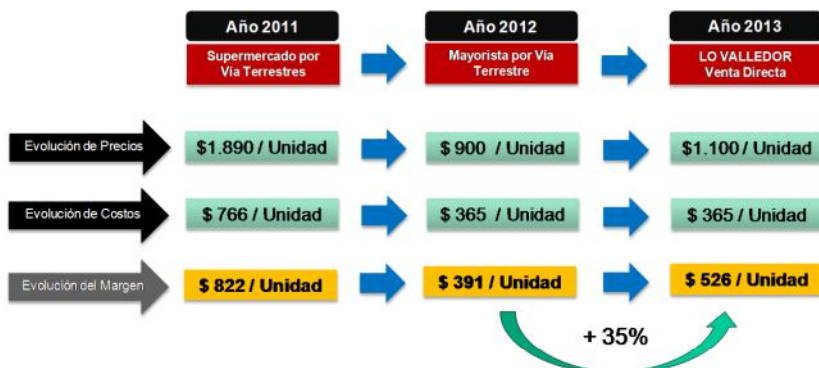 Año 2011
Año 2012
Año 2013
Supermercado por
Vía Terrestres
Mayorista por Vía
Terrestre
LO VALLEDOR
Venta Directa
Evolución de Precios
$1.890 / Unidad
$ 900 / Unidad
$1.100 / Unidad
Evolución de Costos
$ 766 / Unidad
$ 365 / Unidad
$ 365 / Unidad
Evolución del Margen
$ 822 / Unidad
$ 391 / Unidad
$ 526 / Unidad
+ 35%